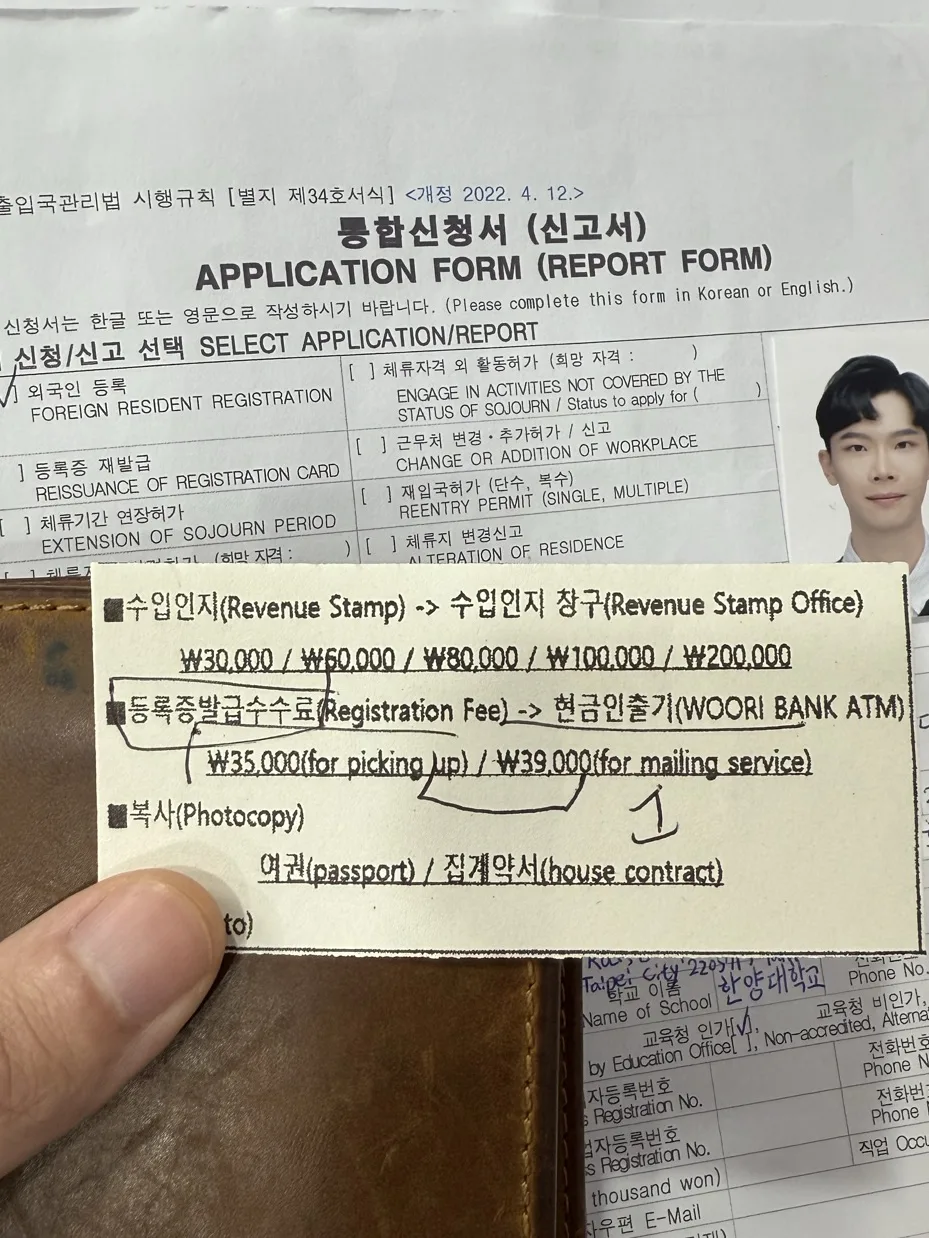 출입국관리법 시행규칙 [별지 제34호서식] <개정 2022. 4. 12.>
통합신청서 (신고서)
APPLICATION FORM (REPORT FORM)
신청서는 한글 또는 영문으로 작성하시기 바랍니다. (Please complete this form in Korean or English.)
신청/신고 선택 SELECT APPLICATION/REPORT
[✓] 외국인 등록
FOREIGN RESIDENT REGISTRATION
[ ] 체류자격 외 활동허가 (희망 자격 : )
ENGAGE IN ACTIVITIES NOT COVERED BY THE
STATUS OF SOJOURN / Status to apply for ( )
] 등록증 재발급
REISSUANCE OF REGISTRATION CARD
[ ] 근무처 변경・추가허가 / 신고
CHANGE OR ADDITION OF WORKPLACE
[ ] 체류기간 연장허가
EXTENSION OF SOJOURN PERIOD
[ ] 재입국허가 (단수, 복수)
REENTRY PERMIT (SINGLE, MULTIPLE)
(희망 자격 : )
[ ] 체류지 변경신고
ALTERATION OF RESIDENCE
■수입인지(Revenue Stamp) -> 수입인지 창구(Revenue Stamp Office)
₩30,000 / ₩60,000 / ₩80,000 / ₩100,000 / ₩200,000
■등록증발급수수료(Registration Fee) -> 현금인출기(WOORI BANK ATM)
₩35,000(for picking up) / ₩39,000(for mailing service)
1
■복사(Photocopy)
여권(passport) / 집계약서(house contract)
to)
Taipei City
학교 이름
Name of School
한양대학교
전화번호
Phone No.
교육청 인가[✓],
교육청 비인가,
by Education Office[ ], Non-accredited, Alterna
자등록번호
s Registration No.
전화번호
Phone N
업자등록번호
ss Registration No.
전화번
Phone
thousand won)
직업 Occu
자우편 E-Mail